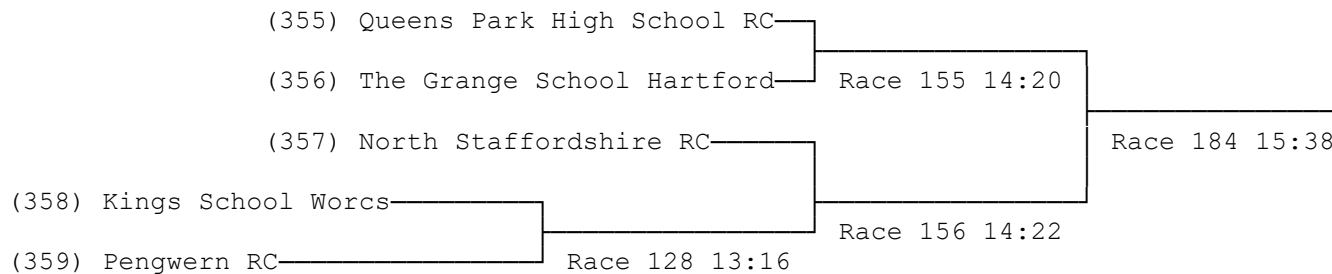 (355) Queens Park High School RC
(356) The Grange School Hartford
Race 155 14:20
(357) North Staffordshire RC
Race 184 15:38
(358) Kings School Worcs
Race 156 14:22
(359) Pengwern RC
Race 128 13:16